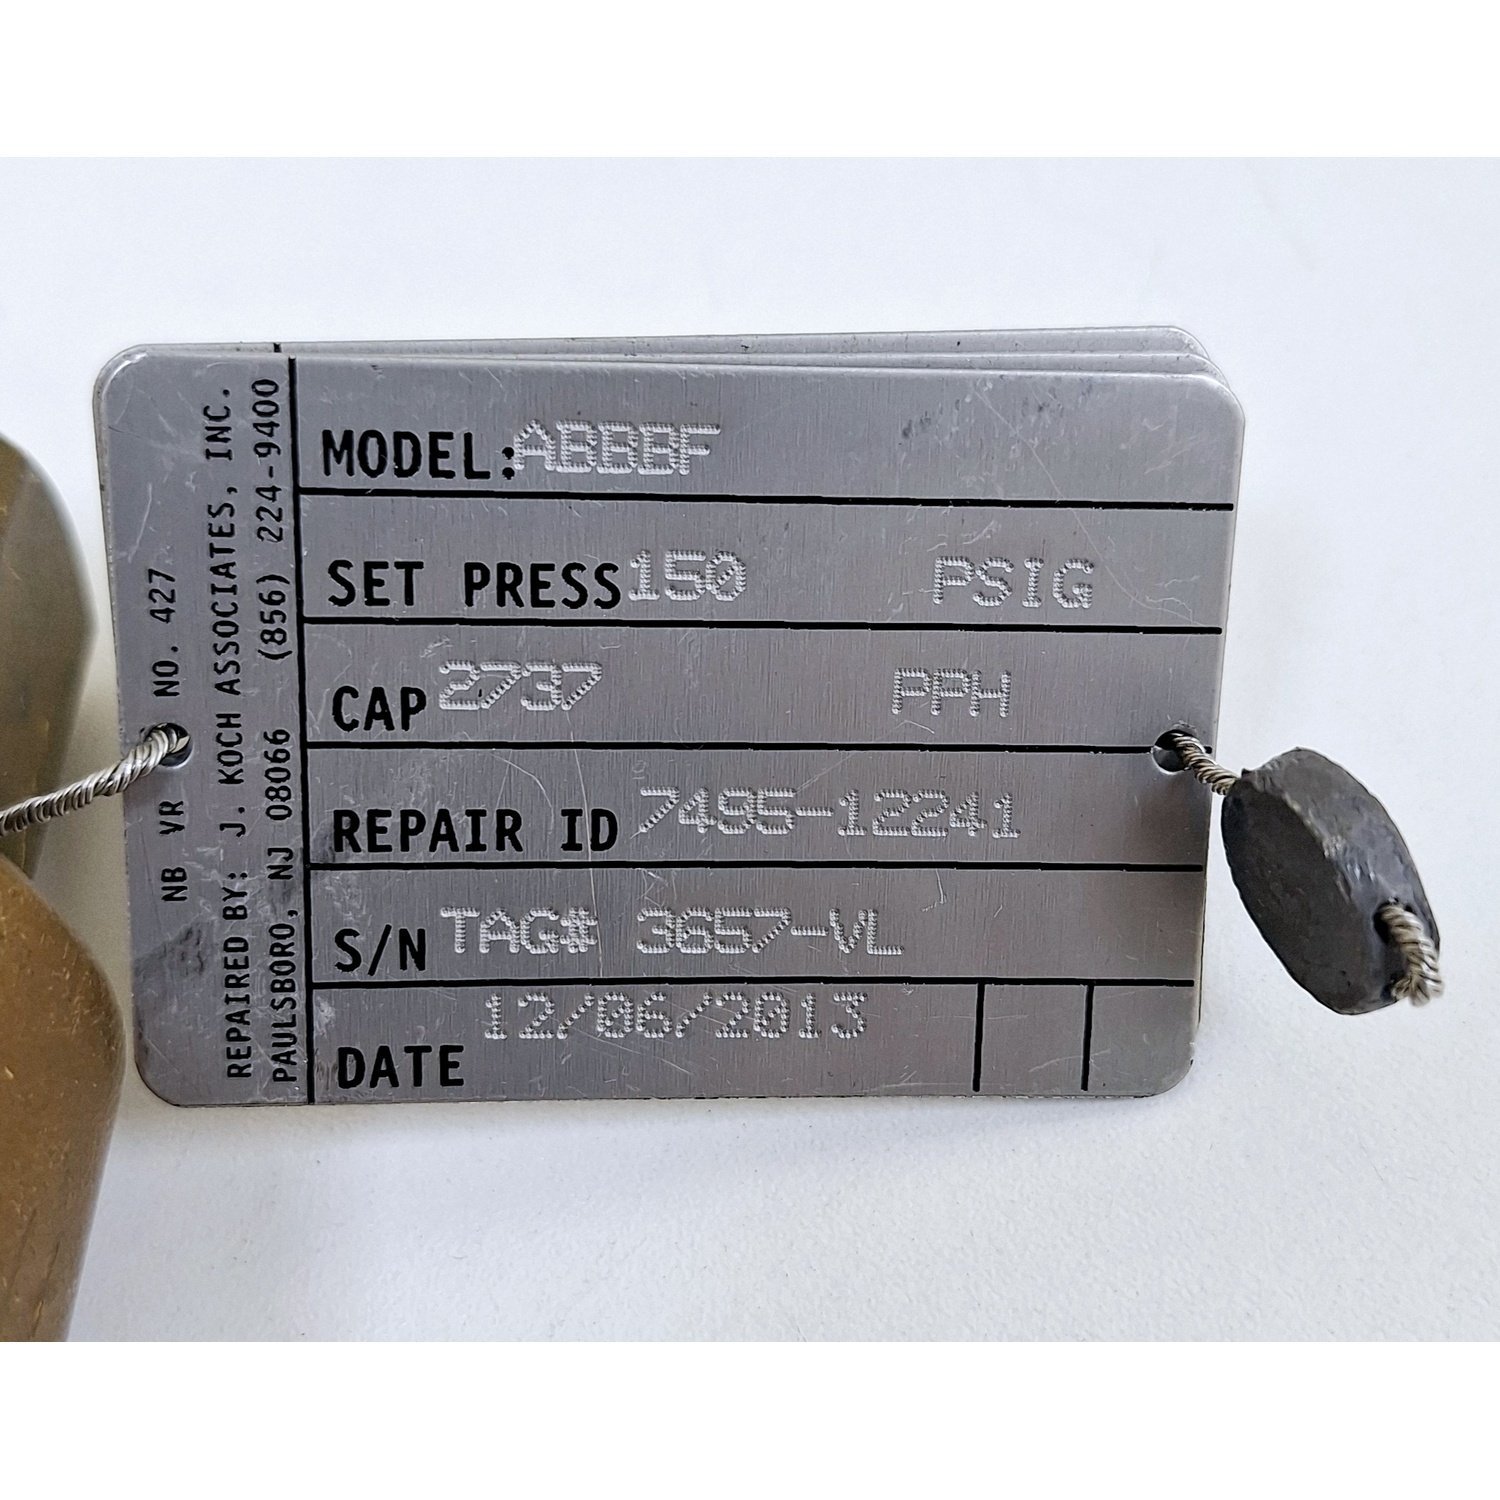 NB VR NO. 427
REPAIRED BY: J. KOCH ASSOCIATES, INC.
PAULSBORO, NJ 08066 (856) 224-9400
MODEL: ABBBF
SET PRESS 150 PSIG
CAP 2737 PPH
REPAIR ID 7495-12241
S/N TAG# 3657-VL
DATE 12/06/2013